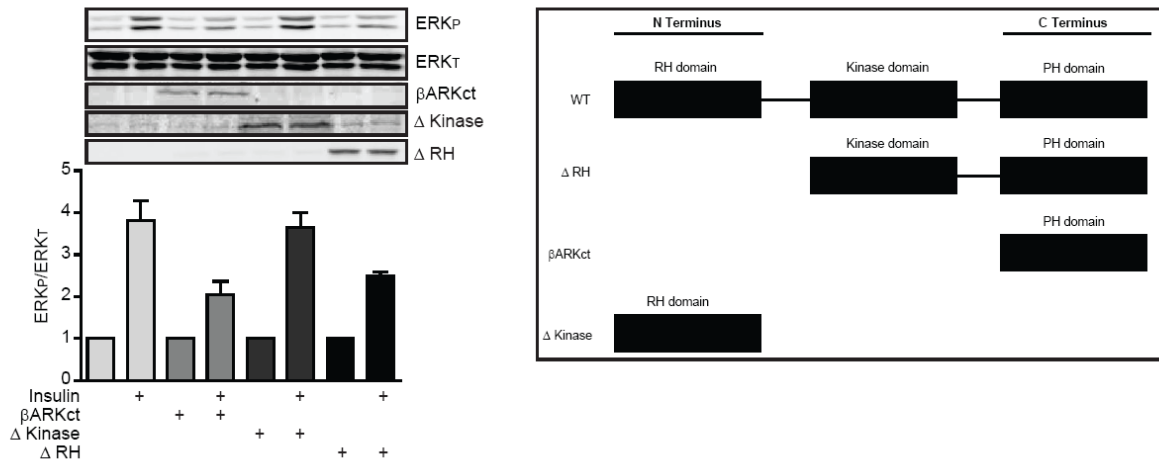 ERKP
ERKT
βARKct
Δ Kinase
Δ RH
5
4
3
2
1
0
ERKP/ERKT
Insulin + + + +
βARKct + +
Δ Kinase + +
Δ RH + +
N Terminus C Terminus
RH domain Kinase domain PH domain
WT
Kinase domain PH domain
Δ RH
PH domain
βARKct
RH domain
Δ Kinase